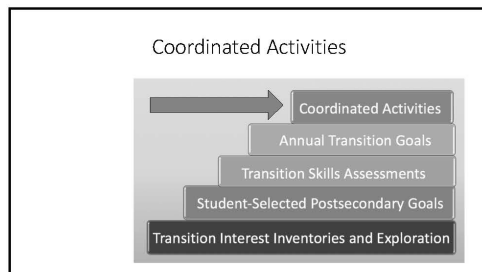 Coordinated Activities
Coordinated Activities
Annual Transition Goals
Transition Skills Assessments
Student-Selected Postsecondary Goals
Transition Interest Inventories and Exploration